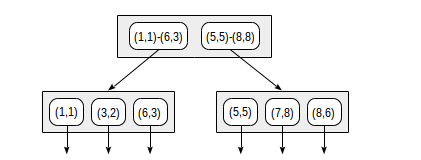 (1,1)-(6,3) (5,5)-(8,8)
(1,1) (3,2) (6,3) (5,5) (7,8) (8,6)